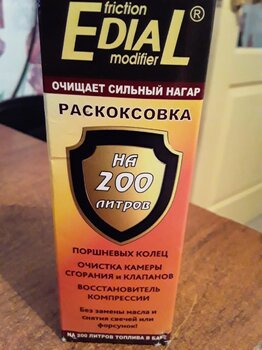 friction
EDIAL®
modifier
ОЧИЩАЕТ СИЛЬНЫЙ НАГАР
РАСКОКСОВКА
НА
200
ЛИТРОВ
ПОРШНЕВЫХ КОЛЕЦ
ОЧИСТКА КАМЕРЫ
СГОРАНИЯ И КЛАПАНОВ
ВОССТАНОВИТЕЛЬ
КОМПРЕССИИ
Без замены масла и
снятия свечей или
форсунок!
НА 200 ЛИТРОВ ТОПЛИВА В БАКЕ